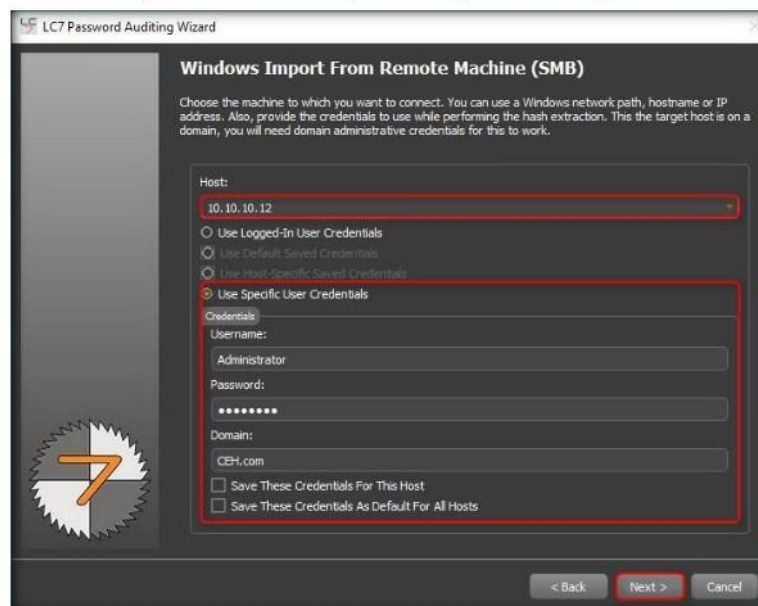 LC7 Password Auditing Wizard
Windows Import From Remote Machine (SMB)
Choose the machine to which you want to connect. You can use a Windows network path, hostname or IP
address. Also, provide the credentials to use while performing the hash extraction. This the target host is on a
domain, you will need domain administrative credentials for this to work.
Host:
10.10.10.12
Use Logged-In User Credentials
Use Default Saved Credentials
Use Host-Specific Saved Credentials
Use Specific User Credentials
Credentials
Username:
Administrator
Password:
••••••••
Domain:
CEH.com
Save These Credentials For This Host
Save These Credentials As Default For All Hosts
7
< Back Next > Cancel